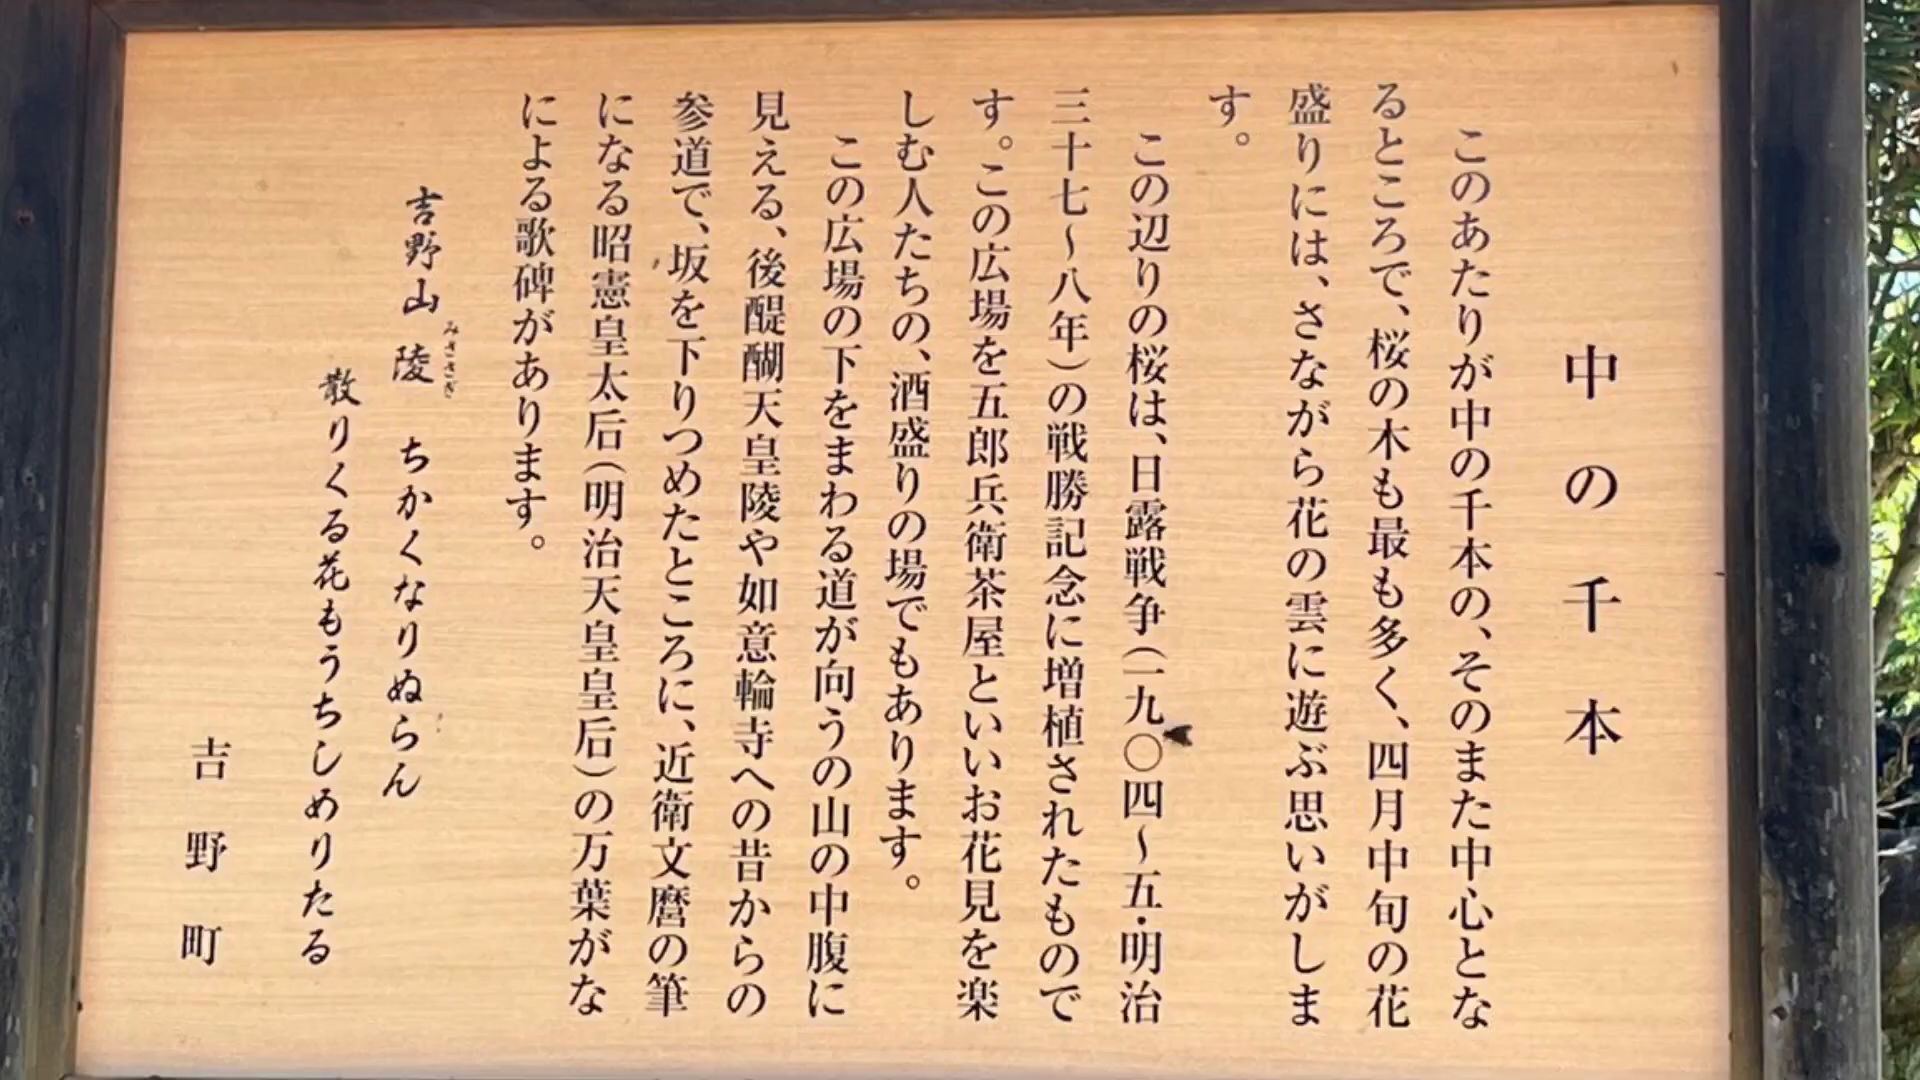 中の千本
このあたりが中の千本の、そのまた中心とな
るところで、桜の木も最も多く、四月中旬の花
盛りには、さながら花の雲に遊ぶ思いがしま
す。
この辺りの桜は、日露戦争（一九〇四～五・明治
三十七～八年）の戦勝記念に増植されたもので
す。この広場を五郎兵衛茶屋といいお花見を楽
しむ人たちの、酒盛りの場でもあります。
この広場の下をまわる道が向うの山の中腹に
見える、後醍醐天皇陵や如意輪寺への昔からの
参道で、坂を下りつめたところに、近衛文麿の筆
になる昭憲皇太后（明治天皇皇后）の万葉がな
による歌碑があります。
吉野山 陵 ちかくなりぬらん
みささぎ
散りくる花もうちしめりたる
吉野町